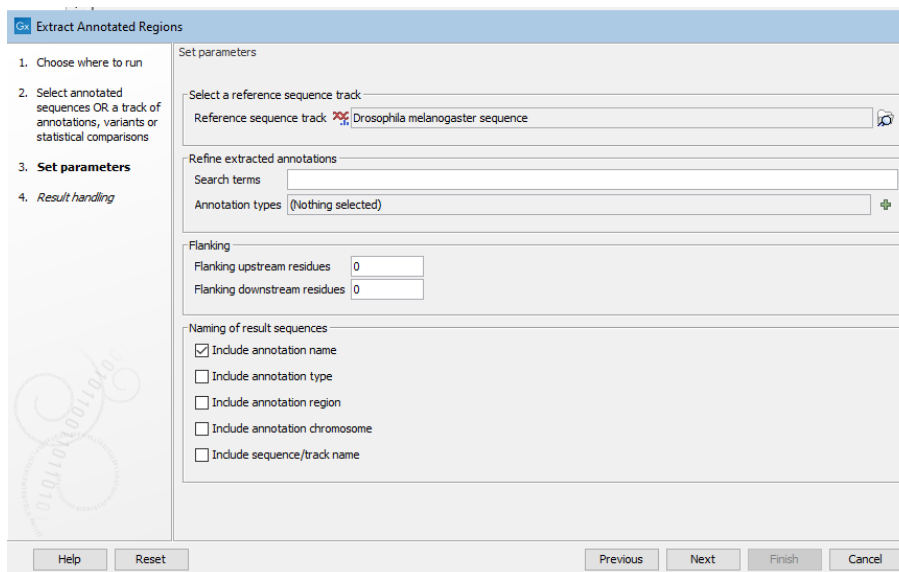 Gx Extract Annotated Regions
1. Choose where to run
2. Select annotated
sequences OR a track of
annotations, variants or
statistical comparisons
3. Set parameters
4. Result handling
Set parameters
Select a reference sequence track
Reference sequence track Drosophila melanogaster sequence
Refine extracted annotations
Search terms
Annotation types (Nothing selected)
Flanking
Flanking upstream residues 0
Flanking downstream residues 0
Naming of result sequences
Include annotation name
Include annotation type
Include annotation region
Include annotation chromosome
Include sequence/track name
Help Reset Previous Next Finish Cancel